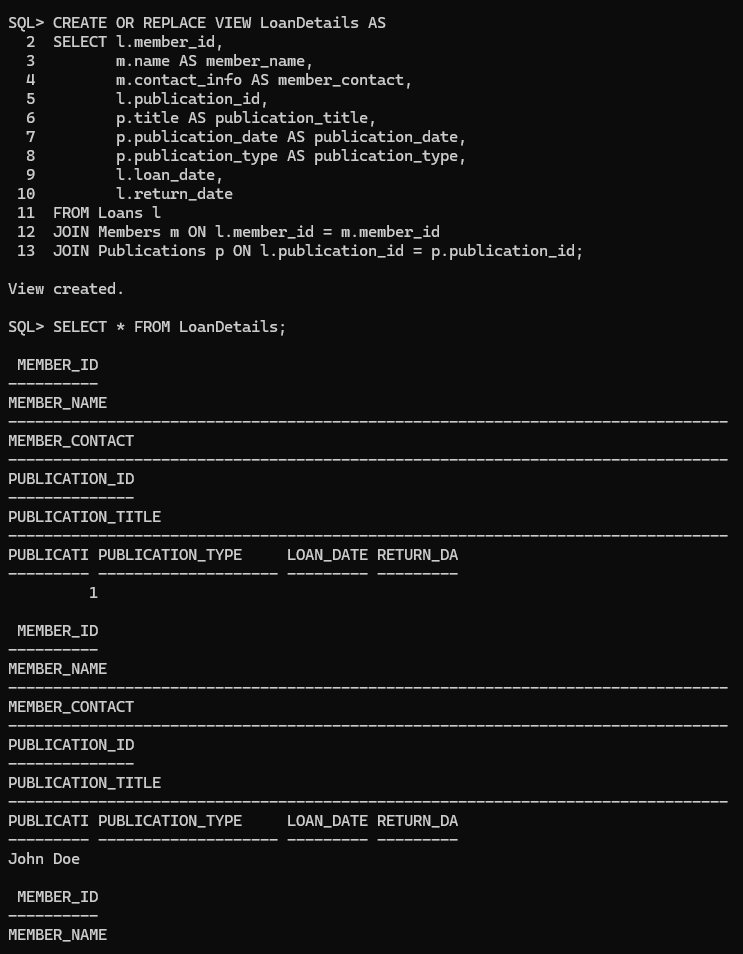 SQL> CREATE OR REPLACE VIEW LoanDetails AS
  2  SELECT l.member_id,
  3         m.name AS member_name,
  4         m.contact_info AS member_contact,
  5         l.publication_id,
  6         p.title AS publication_title,
  7         p.publication_date AS publication_date,
  8         p.publication_type AS publication_type,
  9         l.loan_date,
 10         l.return_date
 11  FROM Loans l
 12  JOIN Members m ON l.member_id = m.member_id
 13  JOIN Publications p ON l.publication_id = p.publication_id;

View created.

SQL> SELECT * FROM LoanDetails;

 MEMBER_ID
----------
MEMBER_NAME
--------------------------------------------------------------------------------
MEMBER_CONTACT
--------------------------------------------------------------------------------
PUBLICATION_ID
--------------
PUBLICATION_TITLE
--------------------------------------------------------------------------------
PUBLICATI PUBLICATION_TYPE     LOAN_DATE RETURN_DA
--------- -------------------- --------- ---------
         1

 MEMBER_ID
----------
MEMBER_NAME
--------------------------------------------------------------------------------
MEMBER_CONTACT
--------------------------------------------------------------------------------
PUBLICATION_ID
--------------
PUBLICATION_TITLE
--------------------------------------------------------------------------------
PUBLICATI PUBLICATION_TYPE     LOAN_DATE RETURN_DA
--------- -------------------- --------- ---------
John Doe

 MEMBER_ID
----------
MEMBER_NAME